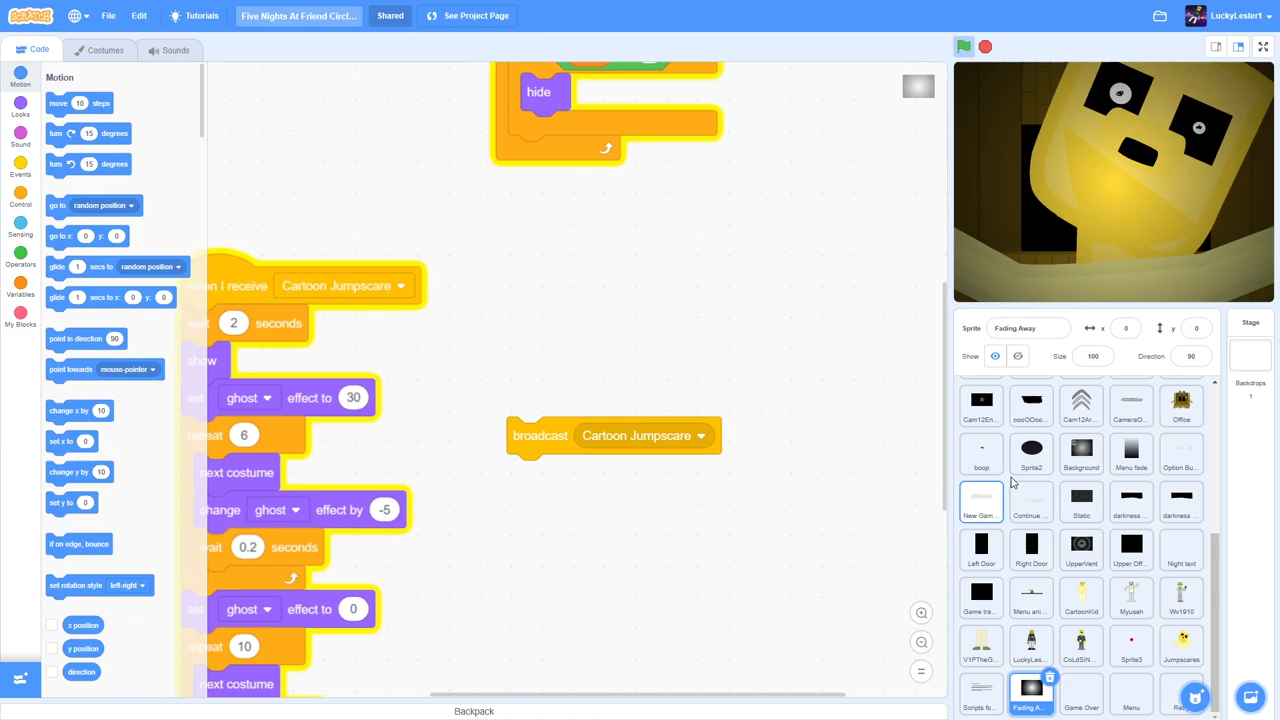 SCRATCH
File
Edit
Tutorials
Five Nights At Friend Circl...
Shared
See Project Page
LuckyLester1
Code
Costumes
Sounds
Motion
Looks
Sound
Events
Control
Sensing
Operators
Variables
My Blocks
Motion
move 10 steps
turn 15 degrees
turn 15 degrees
go to random position
go to x: 0 y: 0
glide 1 secs to random position
glide 1 secs to x: 0 y: 0
point in direction 90
point towards mouse-pointer
change x by 10
set x to 0
change y by 10
set y to 0
if on edge, bounce
set rotation style left-right
x position
y position
direction
hide
when I receive Cartoon Jumpscare
wait 2 seconds
show
set ghost effect to 30
repeat 6
next costume
change ghost effect by -5
wait 0.2 seconds
set ghost effect to 0
repeat 10
next costume
broadcast Cartoon Jumpscare
Sprite Fading Away x 0 y 0
Show Size 100 Direction 90
Stage
Backdrops
1
Cam12En... oooOOoo... Cam12Ar... CameraO... Office
boop Sprite2 Background Menu fade Option Bu...
New Gam... Continue ... Static darkness ... darkness ...
Left Door Right Door UpperVent Upper Off... Night text
Game tra... Menu ani... CartoonKid Myuseh Wv1910
V1PTheG... LuckyLes... CoLdSiN... Sprite3 Jumpscares
Scripts fo... Fading A... Game Over Menu
Backpack